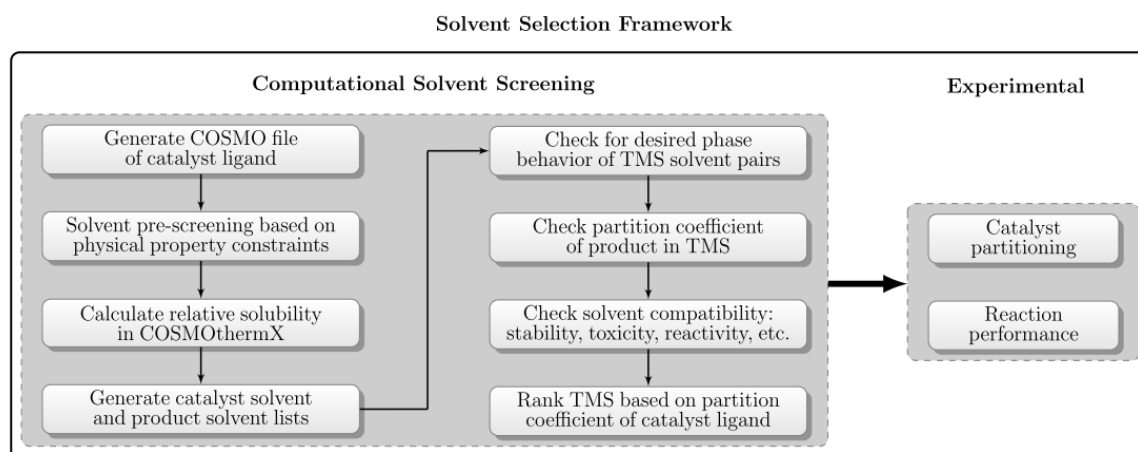 Solvent Selection Framework
Computational Solvent Screening
Generate COSMO file
of catalyst ligand
Solvent pre-screening based on
physical property constraints
Calculate relative solubility
in COSMOthermX
Generate catalyst solvent
and product solvent lists
Check for desired phase
behavior of TMS solvent pairs
Check partition coefficient
of product in TMS
Check solvent compatibility:
stability, toxicity, reactivity, etc.
Rank TMS based on partition
coefficient of catalyst ligand
Experimental
Catalyst
partitioning
Reaction
performance